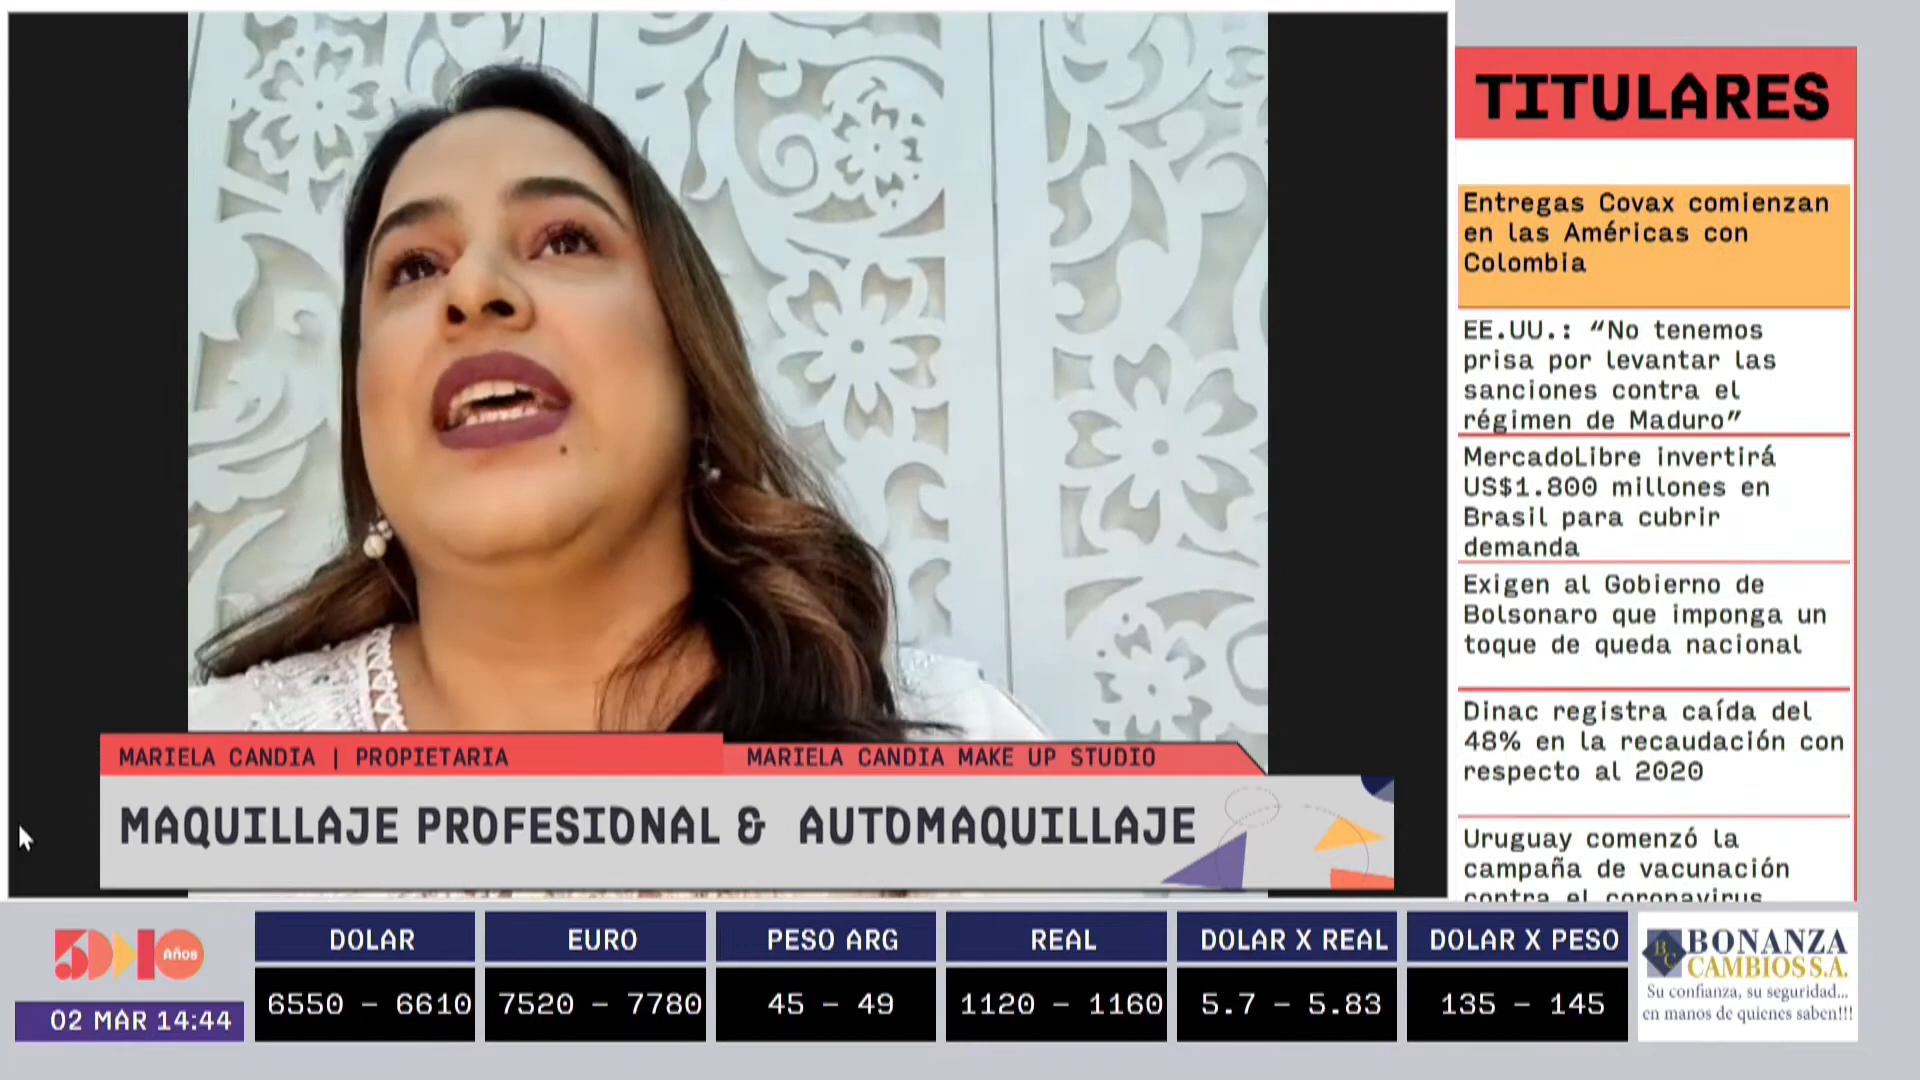 TITULARES
Entregas Covax comienzan
en las Américas con
Colombia
EE.UU.: “No tenemos
prisa por levantar las
sanciones contra el
régimen de Maduro”
MercadoLibre invertirá
US$1.800 millones en
Brasil para cubrir
demanda
Exigen al Gobierno de
Bolsonaro que imponga un
toque de queda nacional
Dinac registra caída del
48% en la recaudación con
respecto al 2020
Uruguay comenzó la
campaña de vacunación
contra el coronavirus
MARIELA CANDIA | PROPIETARIA
MARIELA CANDIA MAKE UP STUDIO
MAQUILLAJE PROFESIONAL & AUTOMAQUILLAJE
Años
02 MAR 14:44
DOLAR
6550 – 6610
EURO
7520 – 7780
PESO ARG
45 – 49
REAL
1120 – 1160
DOLAR X REAL
5.7 – 5.83
DOLAR X PESO
135 – 145
BC
BONANZA
CAMBIOS S.A.
Su confianza, su seguridad...
en manos de quienes saben!!!